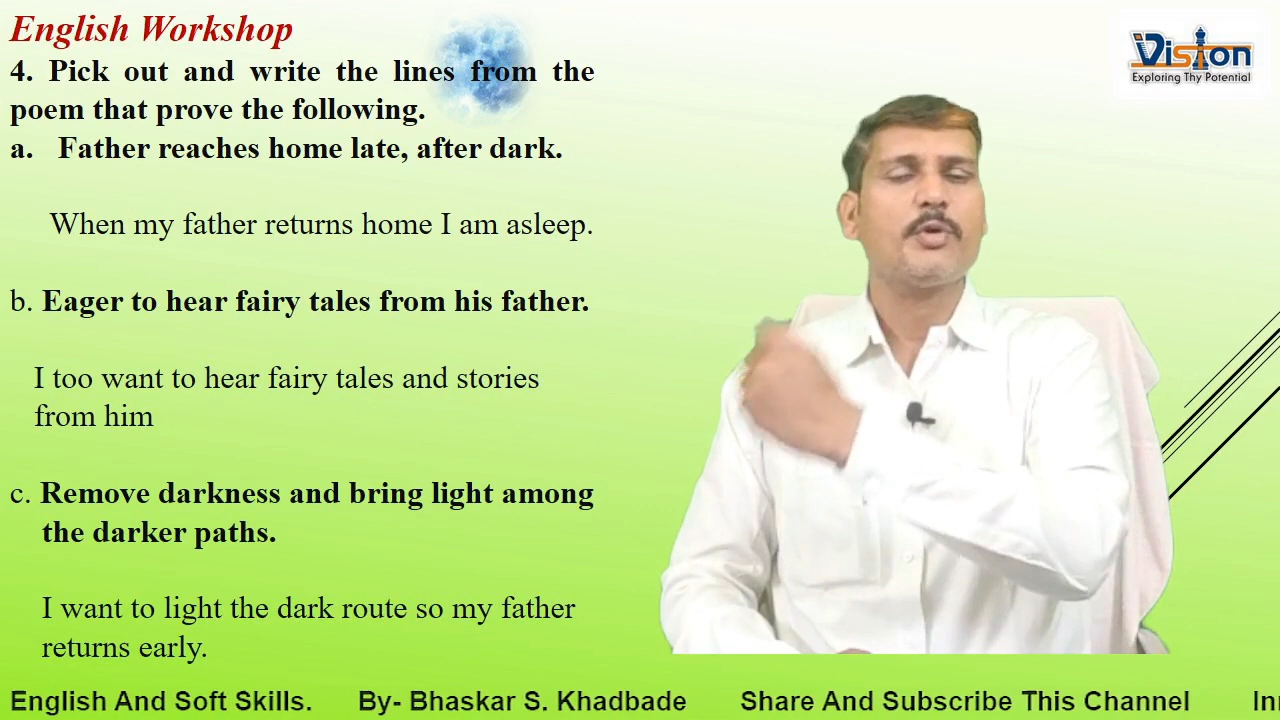 English Workshop
4. Pick out and write the lines from the
poem that prove the following.
a. Father reaches home late, after dark.
When my father returns home I am asleep.
b. Eager to hear fairy tales from his father.
I too want to hear fairy tales and stories
from him
c. Remove darkness and bring light among
the darker paths.
I want to light the dark route so my father
returns early.
Vision
Exploring Thy Potential
English And Soft Skills. By- Bhaskar S. Khadbade Share And Subscribe This Channel